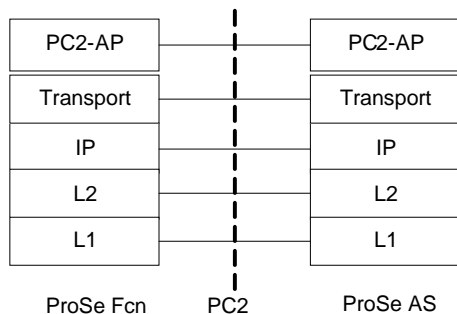 PC2-AP PC2-AP
Transport Transport
IP IP
L2 L2
L1 L1
ProSe Fcn PC2 ProSe AS